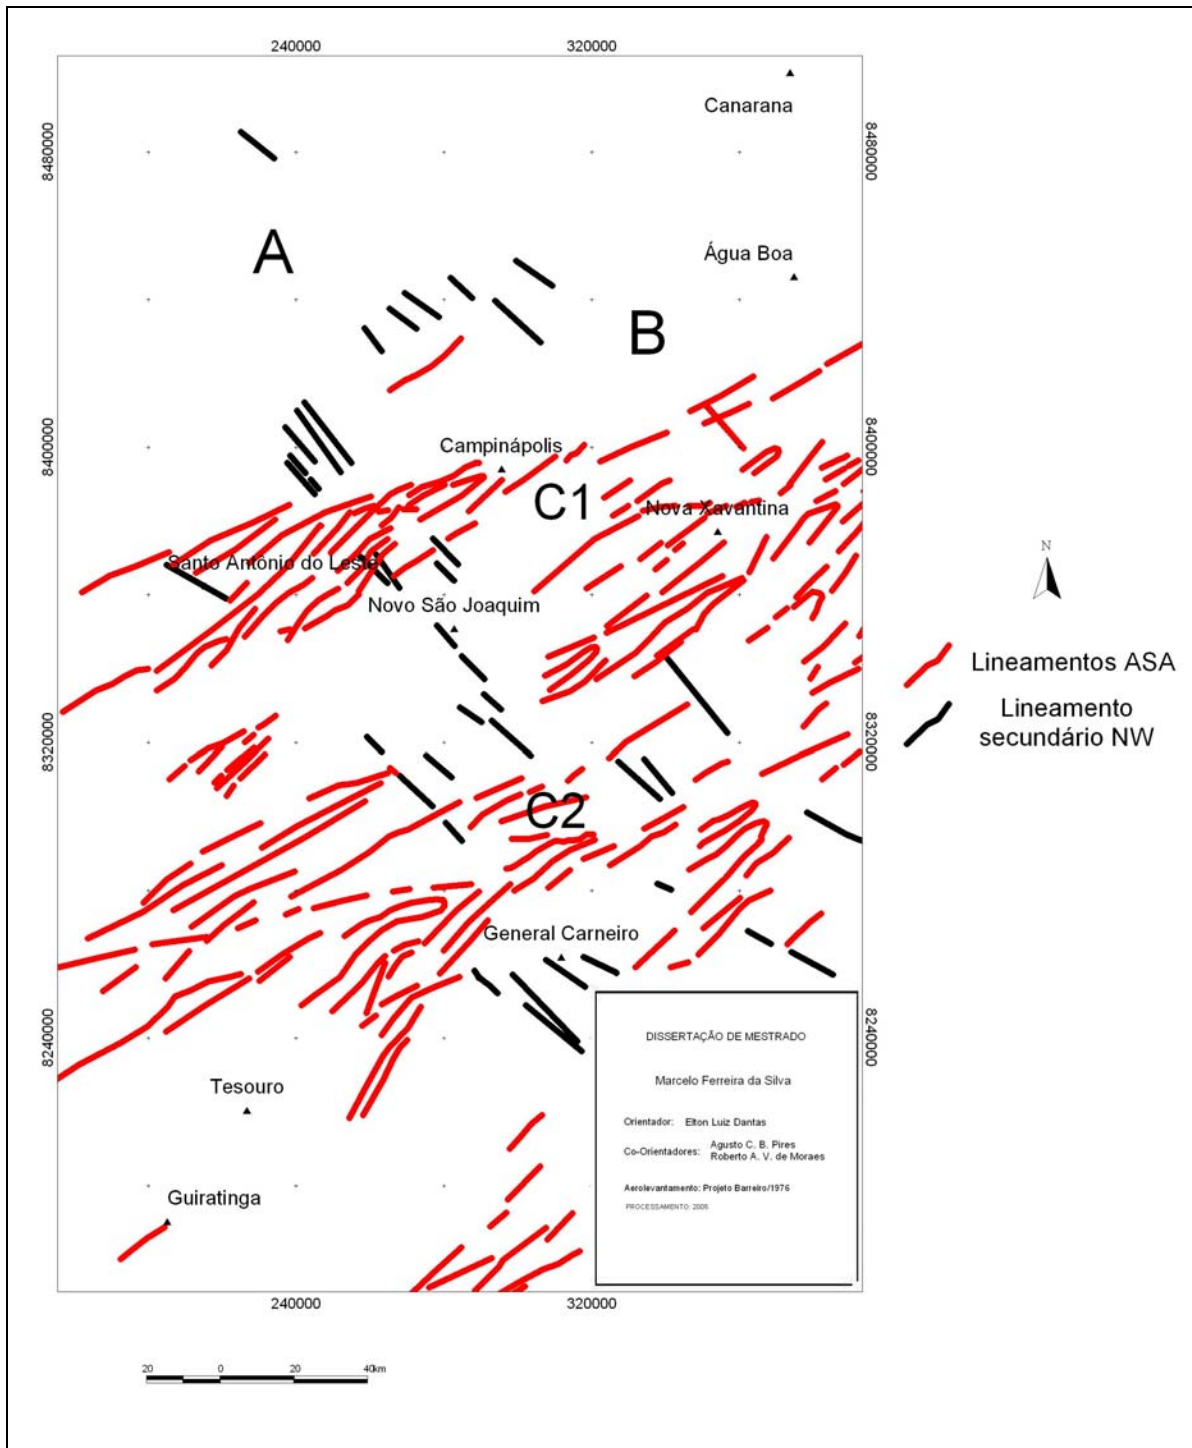 240000
320000
Canarana
8480000
8480000
A
Água Boa
B
8400000
Campinápolis
8400000
C1
Nova Xavantina
N
Santo Antônio do Leste
Novo São Joaquim
Lineamentos ASA
Lineamento
secundário NW
8320000
8320000
C2
General Carneiro
8240000
8240000
DISSERTAÇÃO DE MESTRADO
Marcelo Ferreira da Silva
Tesouro
Orientador: Elton Luiz Dantas
Co-Orientadores: Agusto C. B. Pires
Roberto A. V. de Moraes
Aerolevantamento: Projeto Barreiro/1976
Guiratinga
PROCESSAMENTO: 2005
240000
320000
20 0 20 40km